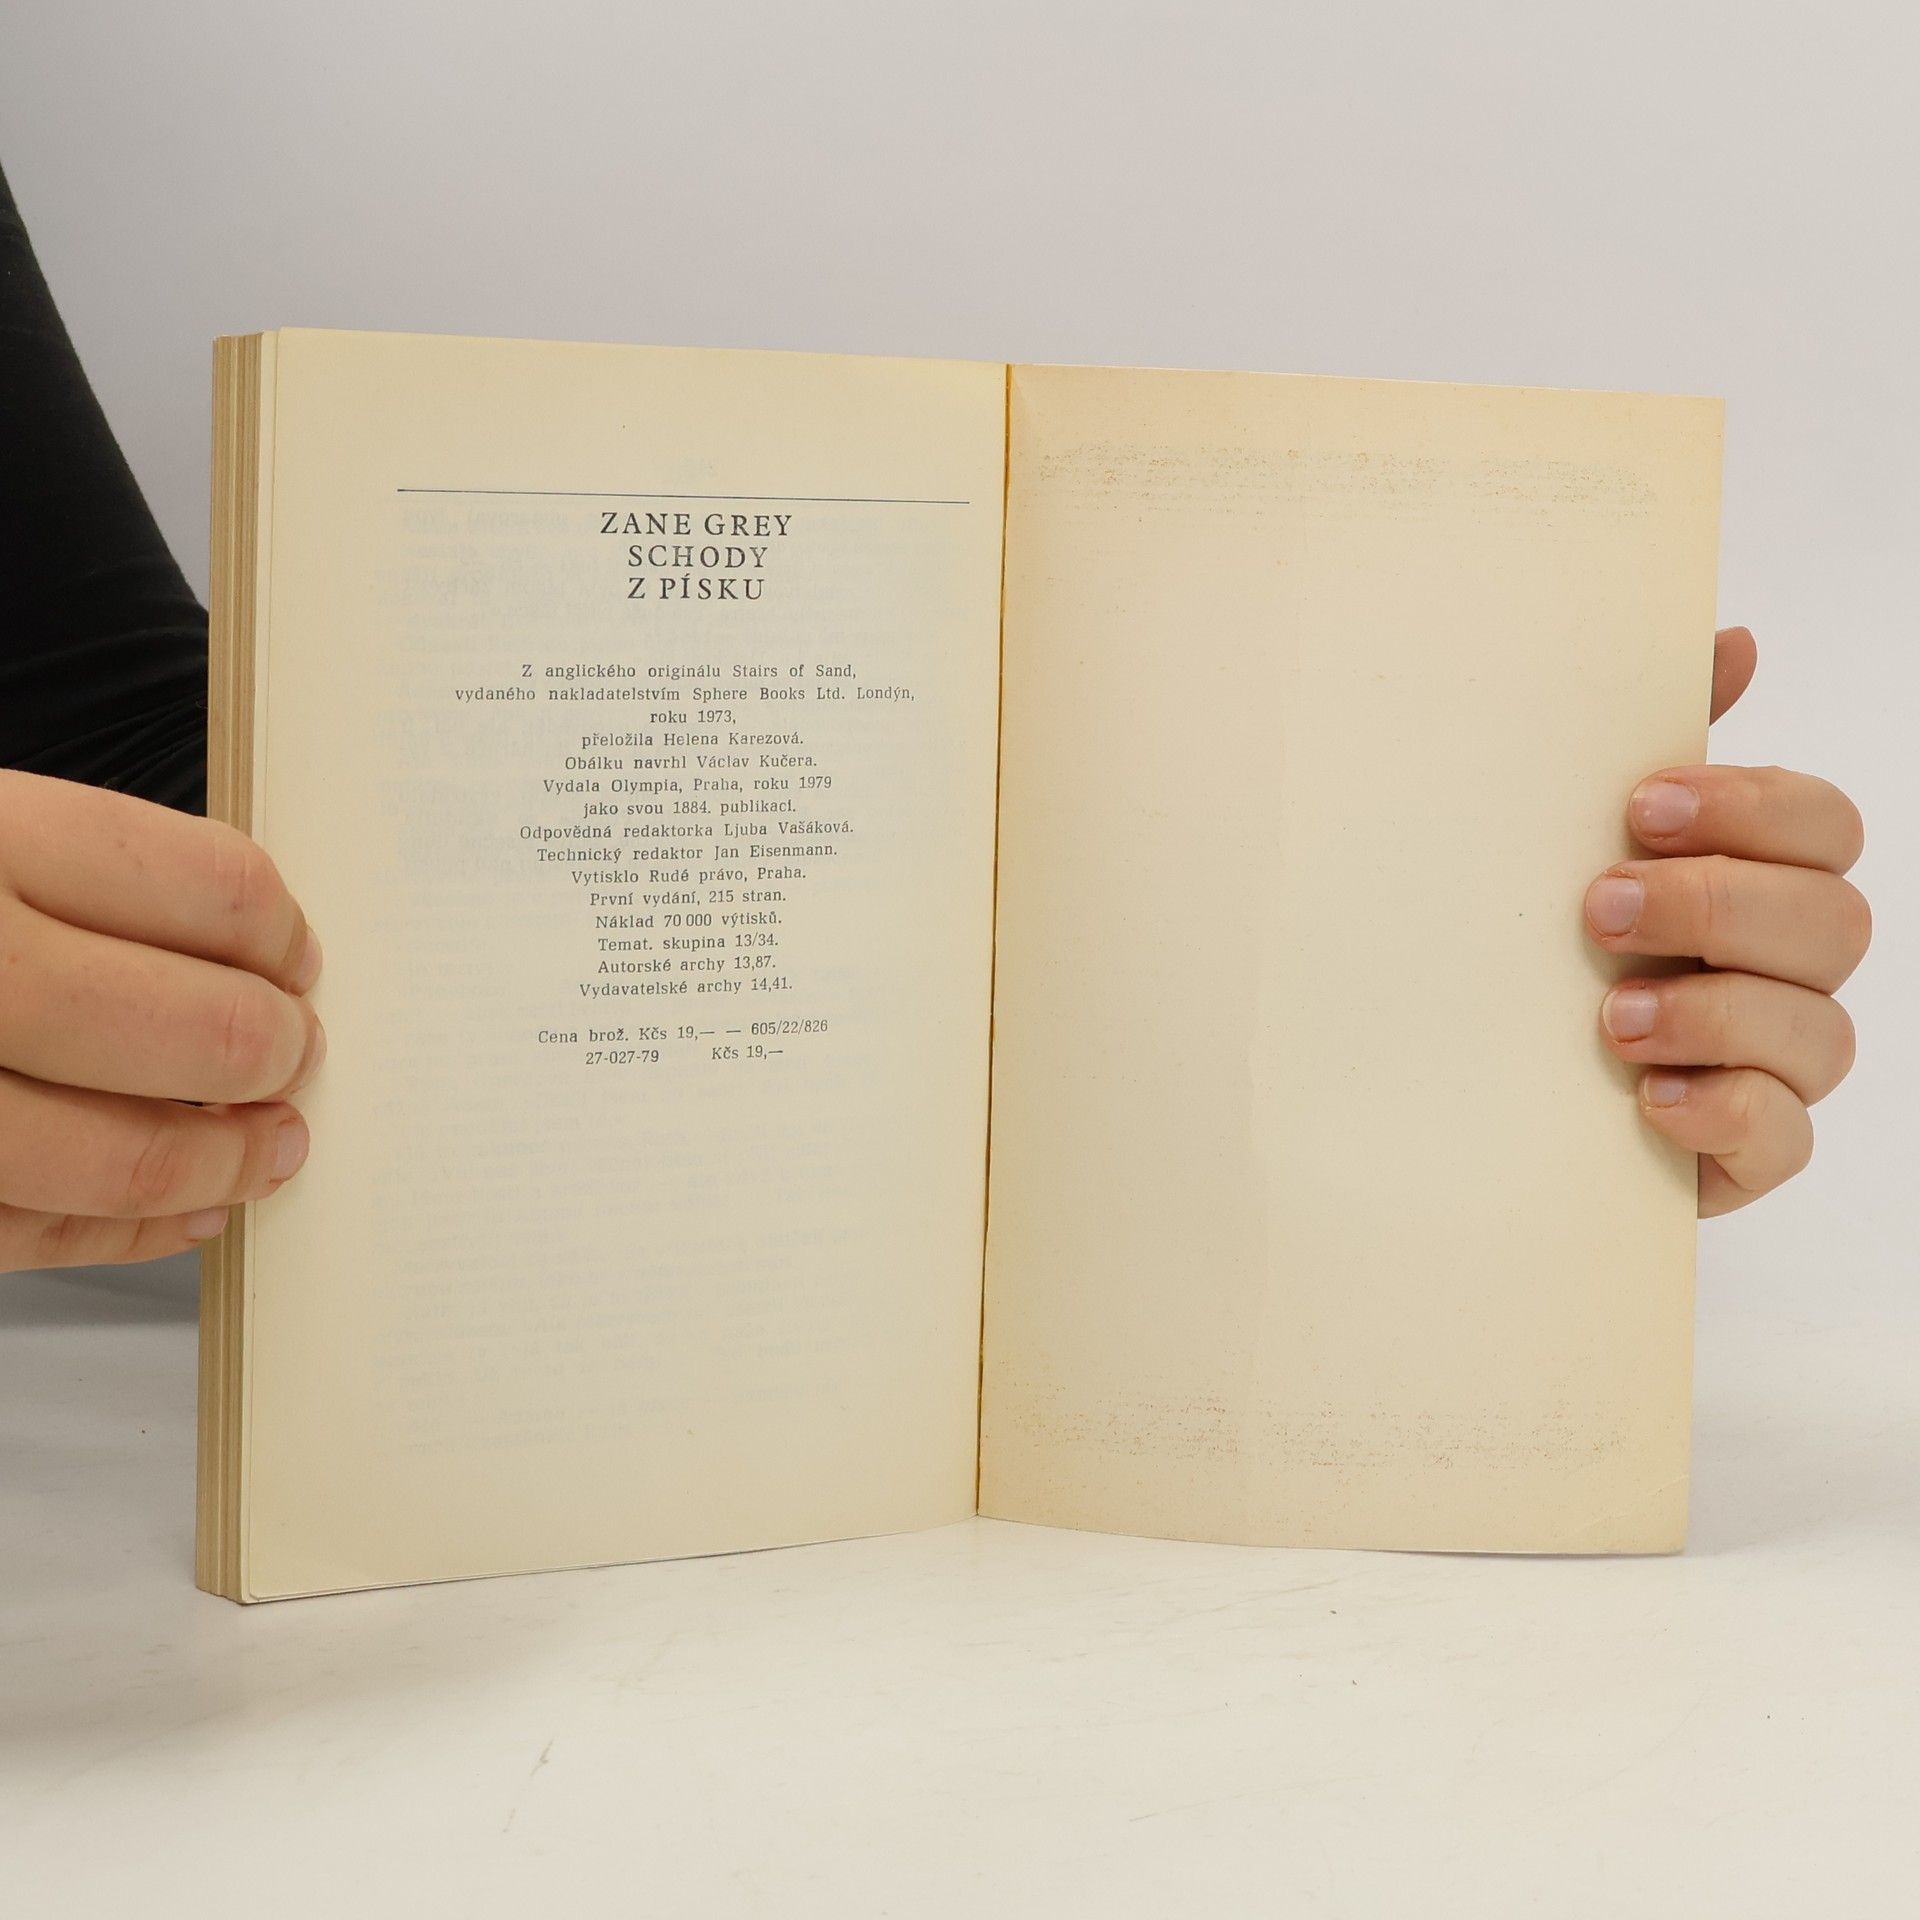 ZANE GREY
SCHODY
Z PÍSKU
Z anglického originálu Stairs of Sand,
vydaného nakladatelstvím Sphere Books Ltd. Londýn,
roku 1973,
přeložila Helena Karezová.
Obálku navrhl Václav Kučera.
Vydala Olympia, Praha, roku 1979
jako svou 1884. publikaci.
Odpovědná redaktorka Ljuba Vašáková.
Technický redaktor Jan Eisenmann.
Vytisklo Rudé právo, Praha.
První vydání, 215 stran.
Náklad 70 000 výtisků.
Temat. skupina 13/34.
Autorské archy 13,87.
Vydavatelské archy 14,41.
Cena brož. Kčs 19,— — 605/22/826
27-027-79 Kčs 19,—